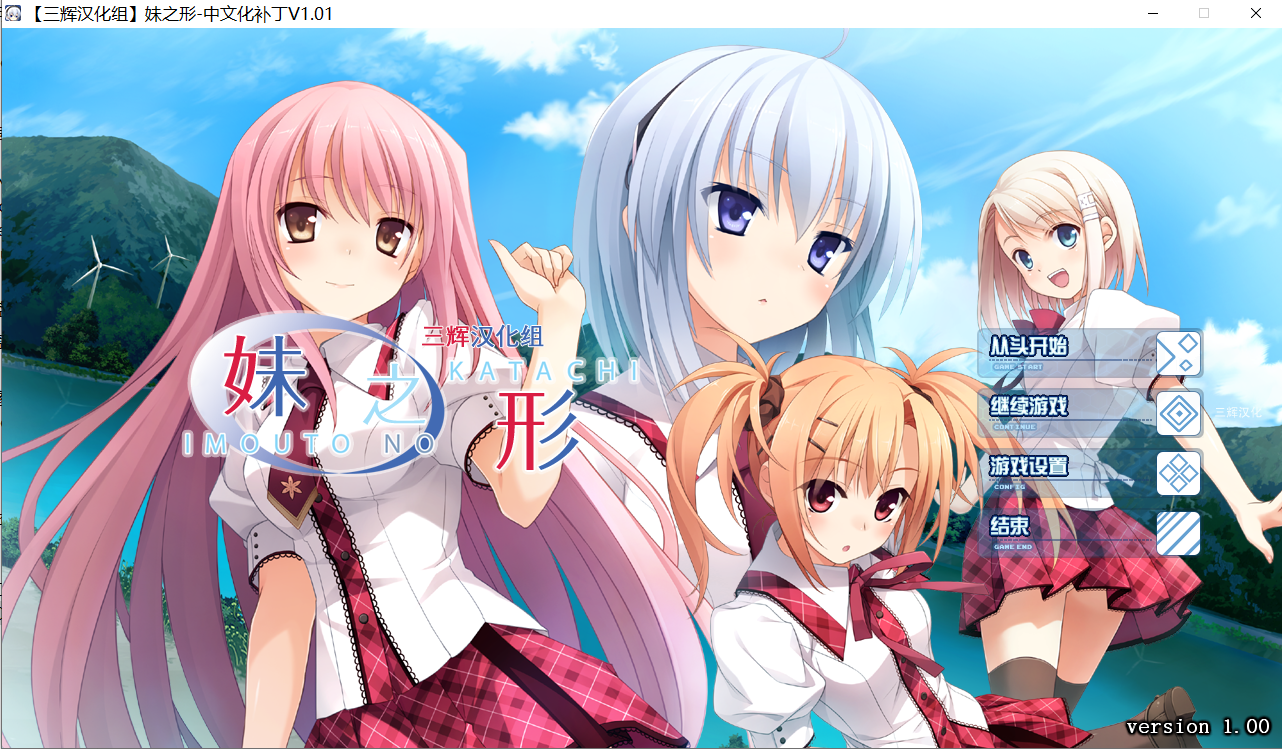 【三辉汉化组】妹之形-中文化补丁V1.01
三辉汉化组
妹之形
KATACHI
IMOUTO NO
从头开始
GAME START
继续游戏
CONTINUE
三辉汉化
游戏设置
CONFIG
结束
GAME END
version 1.00